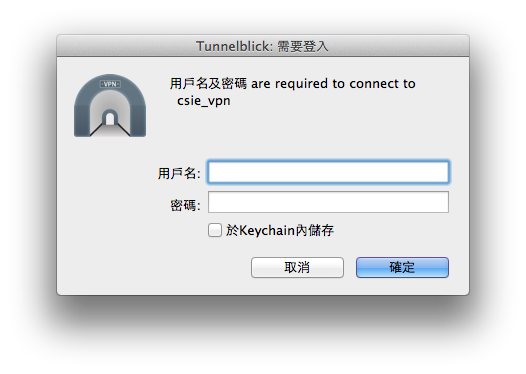 Tunnelblick: 需要登入
VPN
用戶名及密碼 are required to connect to
csie_vpn
用戶名:
密碼:
於Keychain內儲存
取消
確定